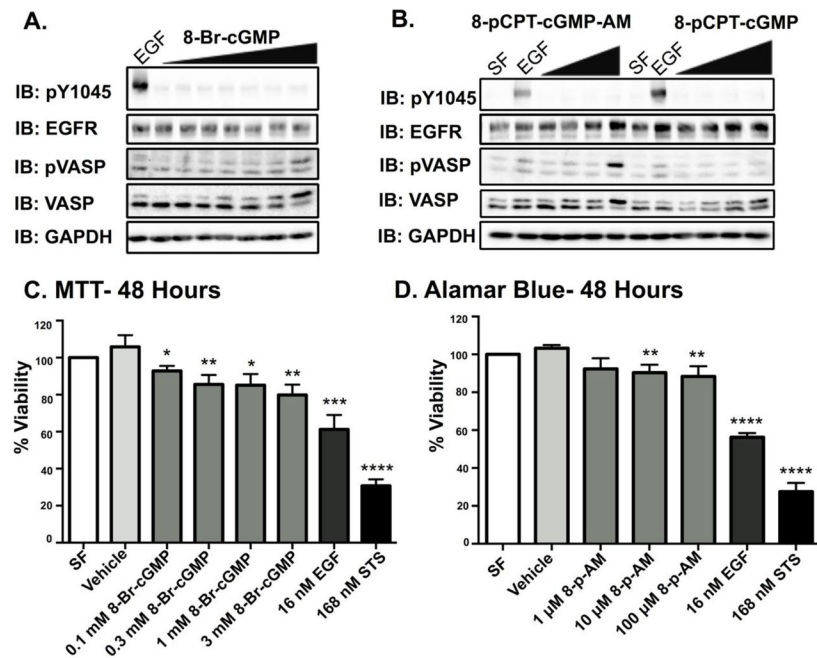 A.
EGF
8-Br-cGMP
IB: pY1045
IB: EGFR
IB: pVASP
IB: VASP
IB: GAPDH
B.
8-pCPT-cGMP-AM
8-pCPT-cGMP
SF
EGF
SF
EGF
IB: pY1045
IB: EGFR
IB: pVASP
IB: VASP
IB: GAPDH
C. MTT- 48 Hours
% Viability
120
100
80
60
40
20
0
*
**
*
**
***
****
SF
Vehicle
0.1 mM 8-Br-cGMP
0.3 mM 8-Br-cGMP
1 mM 8-Br-cGMP
3 mM 8-Br-cGMP
16 nM EGF
168 nM STS
D. Alamar Blue- 48 Hours
% Viability
120
100
80
60
40
20
0
**
**
****
****
SF
Vehicle
1 µM 8-p-AM
10 µM 8-p-AM
100 µM 8-p-AM
16 nM EGF
168 nM STS